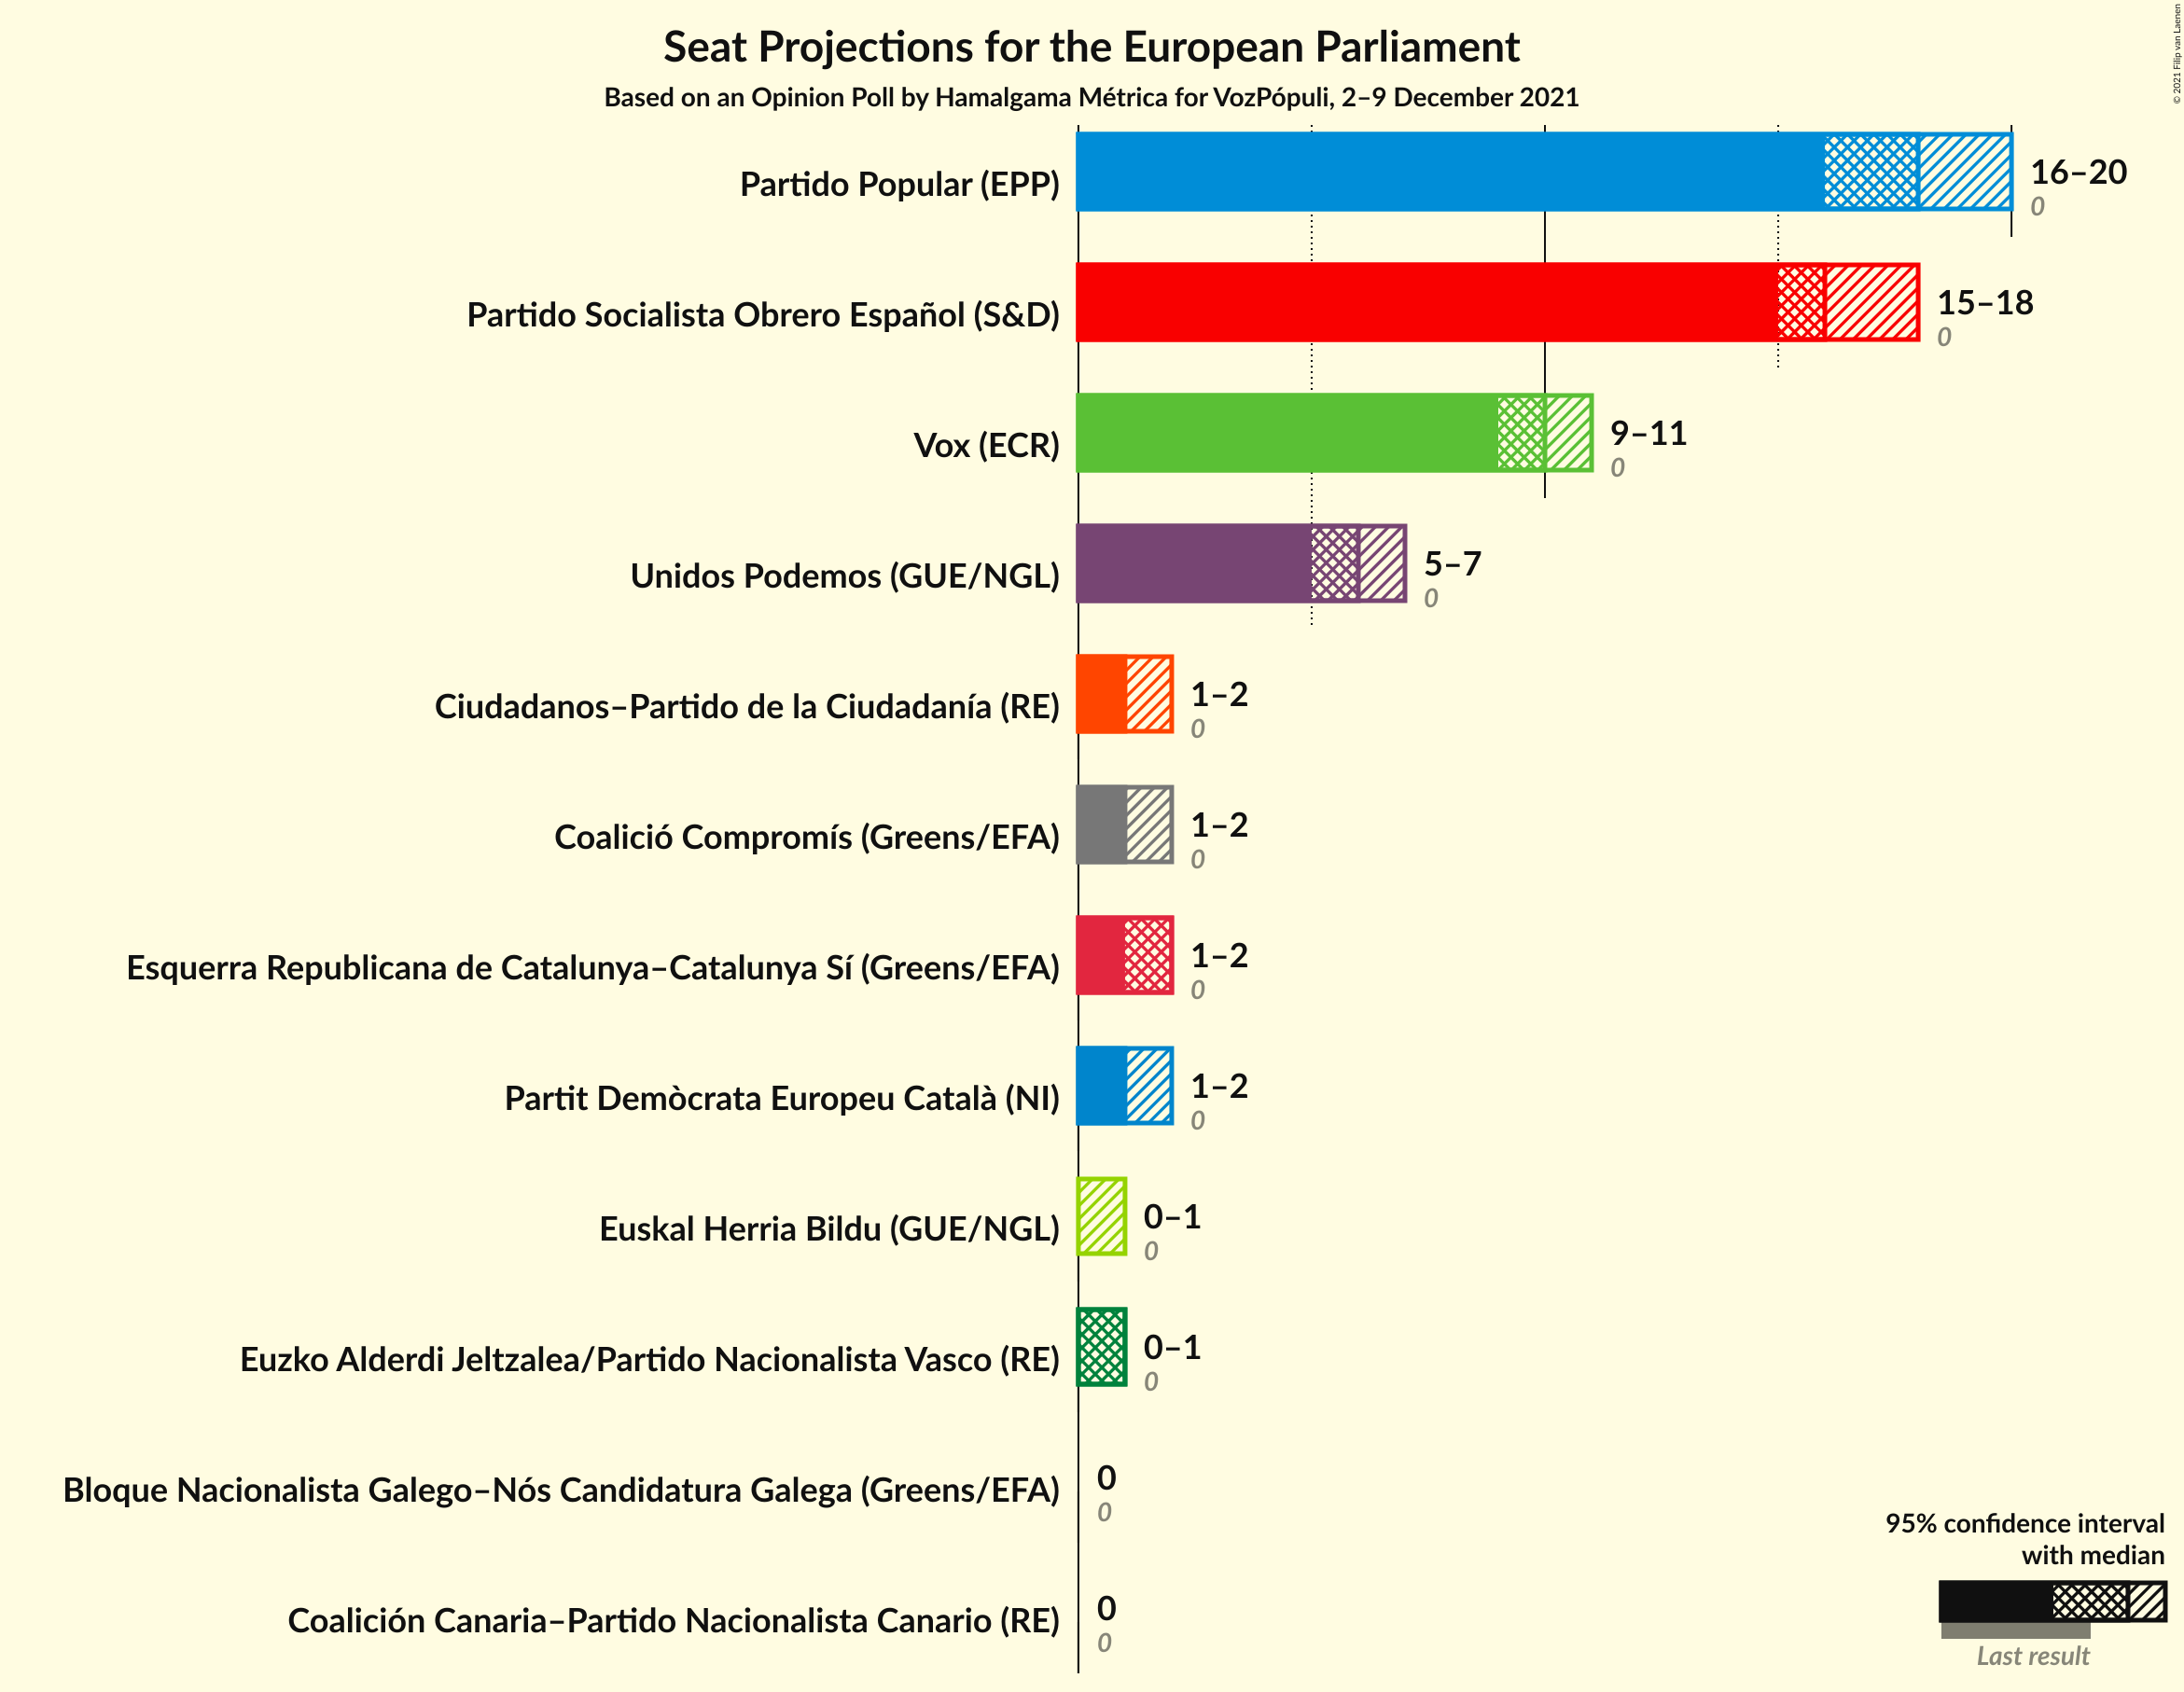 Seat Projections for the European Parliament
Based on an Opinion Poll by Hamalgama Métrica for VozPópuli, 2–9 December 2021
© 2021 Filip van Laenen
Partido Popular (EPP)
16–20
0
Partido Socialista Obrero Español (S&D)
15–18
0
Vox (ECR)
9–11
0
Unidos Podemos (GUE/NGL)
5–7
0
Ciudadanos–Partido de la Ciudadanía (RE)
1–2
0
Coalició Compromís (Greens/EFA)
1–2
0
Esquerra Republicana de Catalunya–Catalunya Sí (Greens/EFA)
1–2
0
Partit Demòcrata Europeu Català (NI)
1–2
0
Euskal Herria Bildu (GUE/NGL)
0–1
0
Euzko Alderdi Jeltzalea/Partido Nacionalista Vasco (RE)
0–1
0
Bloque Nacionalista Galego–Nós Candidatura Galega (Greens/EFA)
0
0
Coalición Canaria–Partido Nacionalista Canario (RE)
0
0
95% confidence interval
with median
Last result